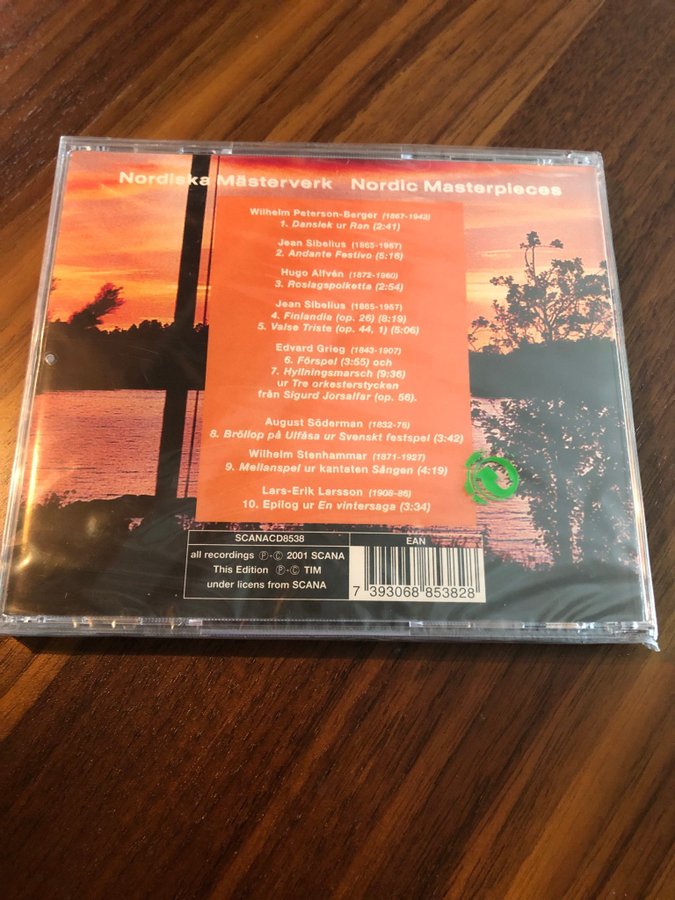 Nordiska Mästerverk Nordic Masterpieces
Wilhelm Peterson-Berger (1867-1942)
1. Danslek ur Ran (2:41)
Jean Sibelius (1865-1957)
2. Andante Festivo (5:16)
Hugo Alfvén (1872-1960)
3. Roslagspolketta (2:54)
Jean Sibelius (1865-1957)
4. Finlandia (op. 26) (8:19)
5. Valse Triste (op. 44, 1) (5:06)
Edvard Grieg (1843-1907)
6. Förspel (3:55) och
7. Hyllningsmarsch (9:36)
ur Tre orkesterstycken
från Sigurd Jorsalfar (op. 56).
August Söderman (1832-76)
8. Bröllop på Ulfåsa ur Svenskt festspel (3:42)
Wilhelm Stenhammar (1871-1927)
9. Mellanspel ur kantaten Sången (4:19)
Lars-Erik Larsson (1908-86)
10. Epilog ur En vintersaga (3:34)
SCANACD8538
all recordings Ⓟ-Ⓒ 2001 SCANA
This Edition Ⓟ-Ⓒ TIM
under licens from SCANA
EAN
7 393068 853828